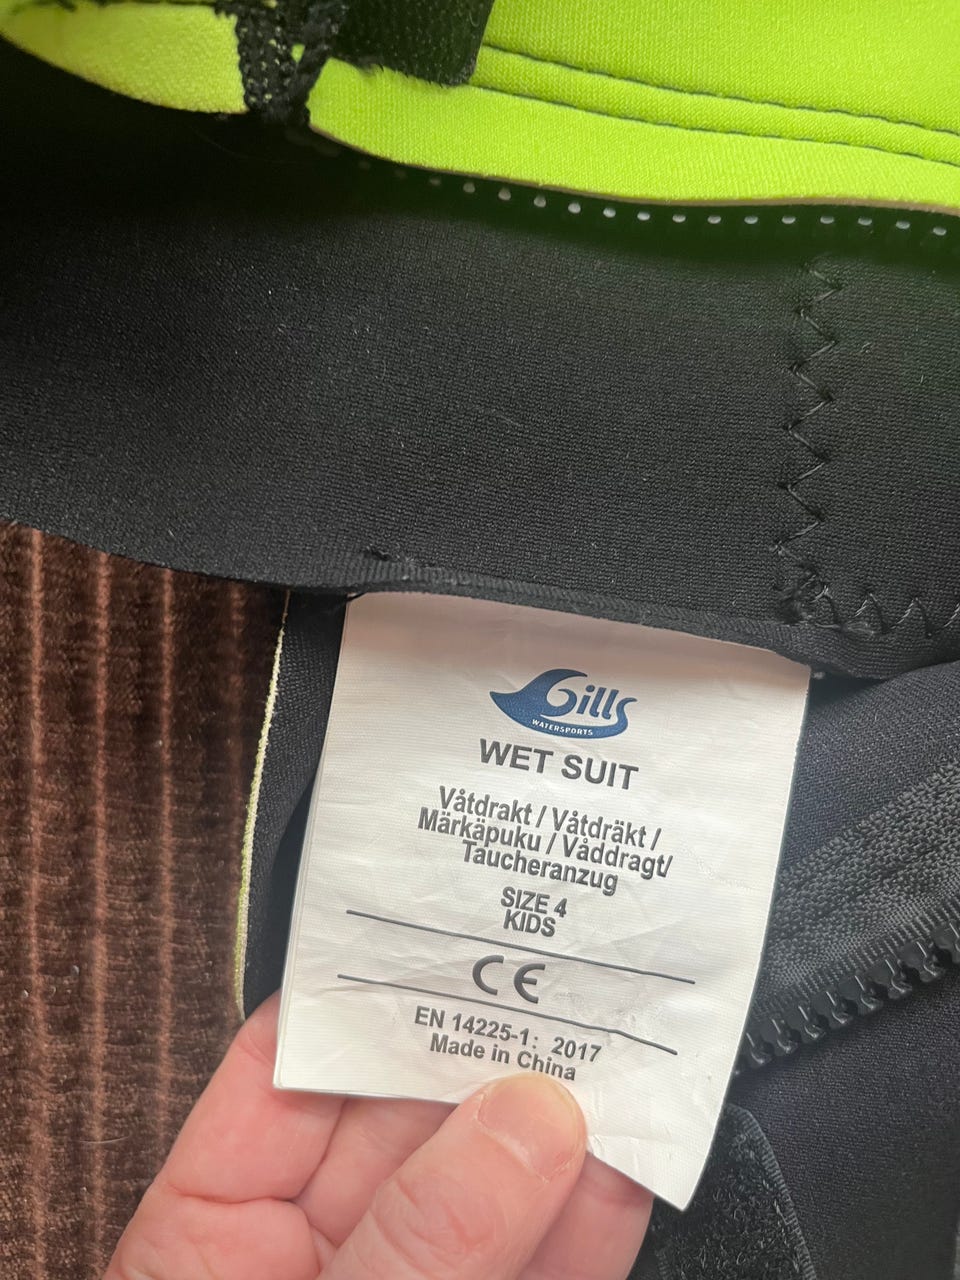 Gills
WATERSPORTS
WET SUIT
Våtdrakt / Våtdräkt /
Märkäpuku / Våddragt/
Taucheranzug
SIZE 4
KIDS
CE
EN 14225-1: 2017
Made in China